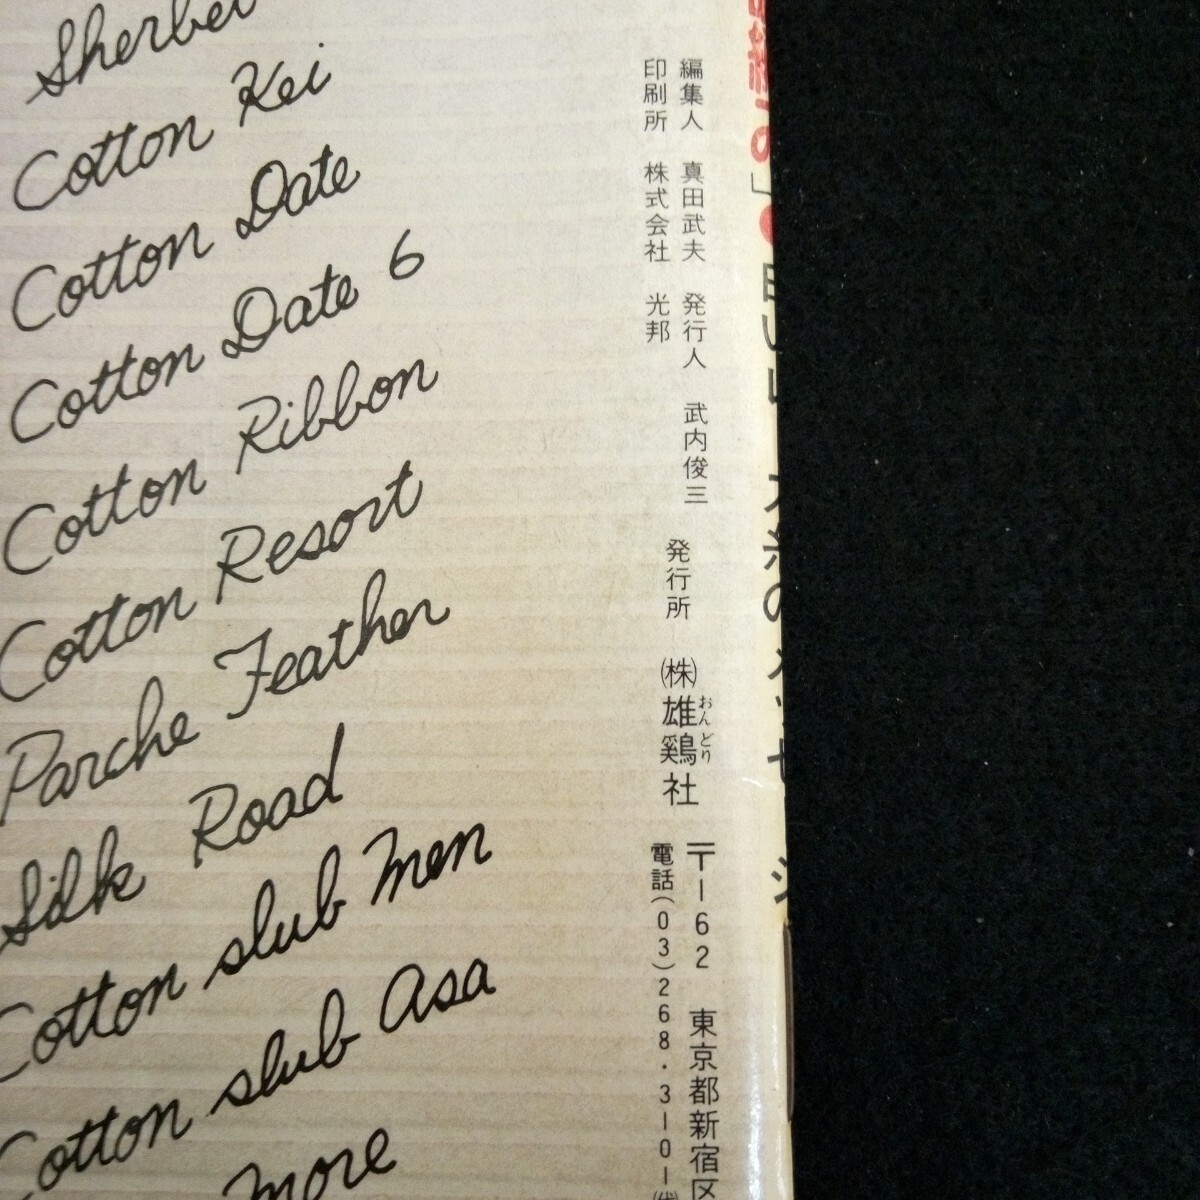 Sherbet
Cotton Kei
Cotton Date
Cotton Date 6
Cotton Ribbon
Cotton Resort
Parche Feather
Silk Road
Cotton slub Men
Cotton slub Asa
more
編集人 真田武夫 発行人 武内俊三
印刷所 株式会社 光邦
発行所 ㈱雄鶏社
おんどり
〒162 東京都新宿区
電話(03)268・3101㈹